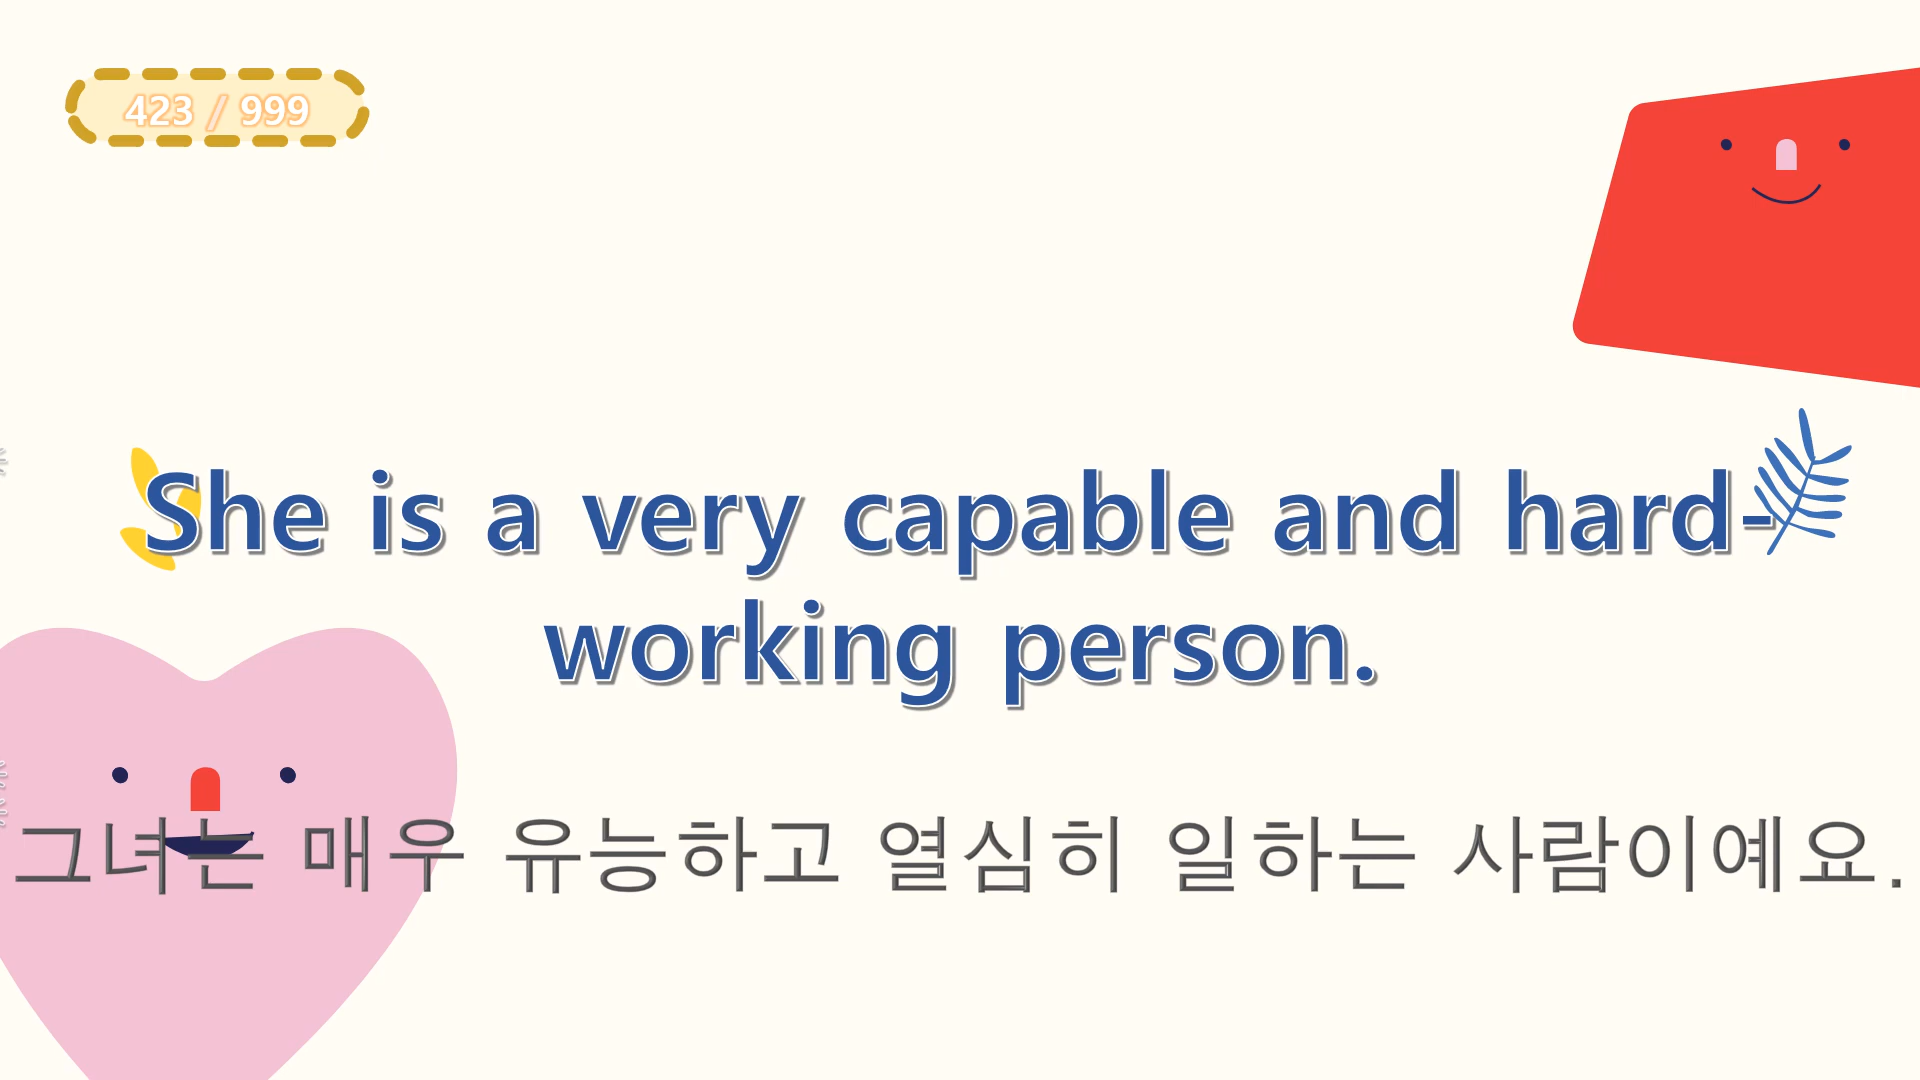 423 / 999
She is a very capable and hard-
working person.
그녀는 매우 유능하고 열심히 일하는 사람이예요.